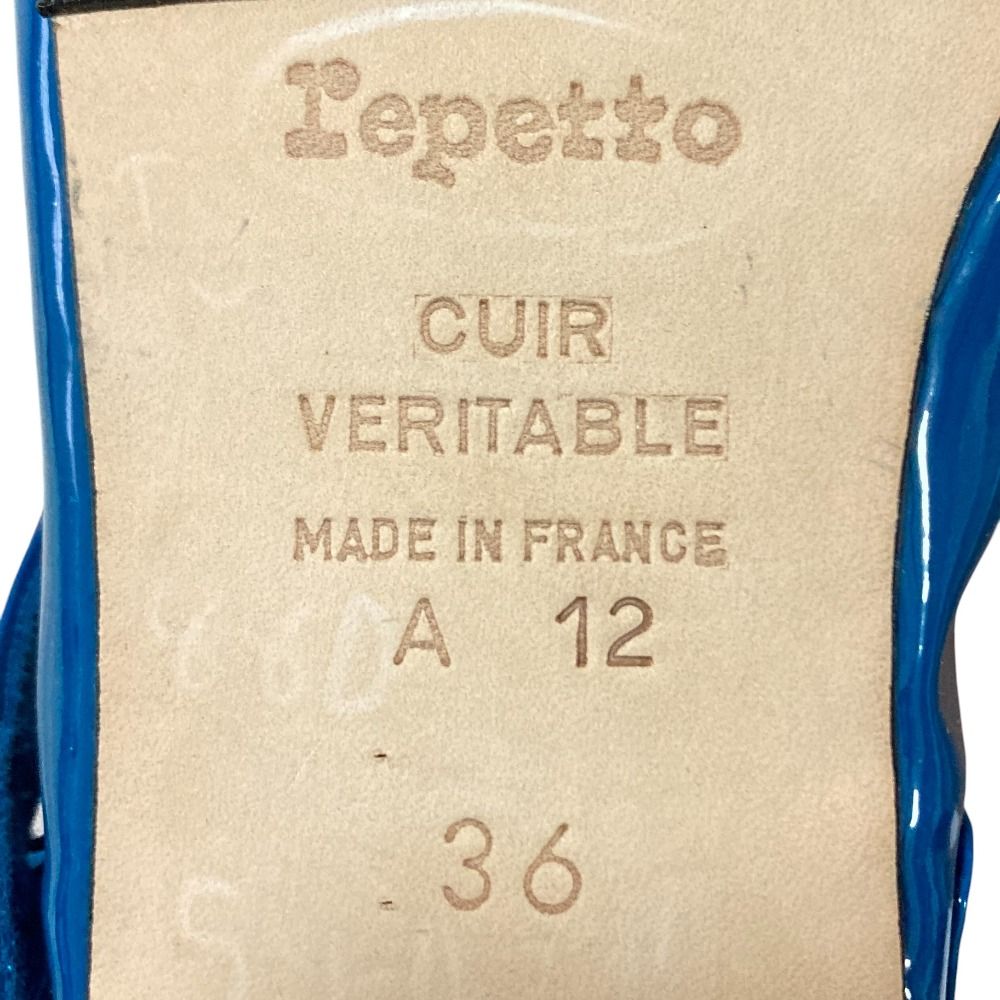 repetto
CUIR
VERITABLE
MADE IN FRANCE
A 12
36